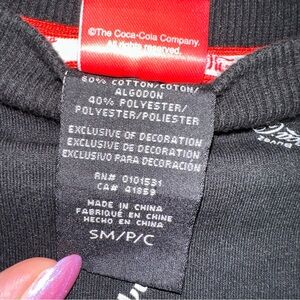 ©The Coca-Cola Company.
All rights reserved.
60% COTTON/COTON/
ALGODON
40% POLYESTER/
POLYESTER/POLIESTER
EXCLUSIVE OF DECORATION
EXCLUSIVE DE DECORATION
EXCLUSIVO PARA DECORACIÓN
RN# 0101531
CA# 41859
MADE IN CHINA
FABRIQUÉ EN CHINE
HECHO EN CHINA
SM/P/C